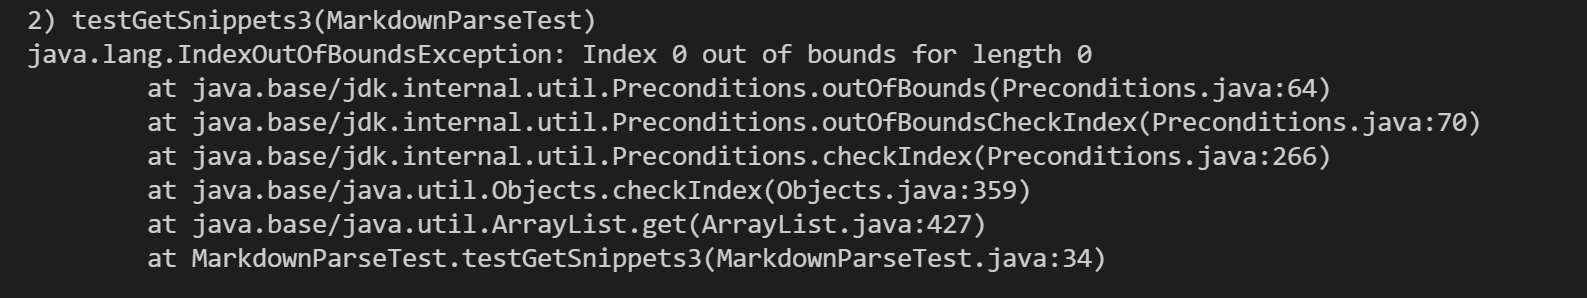 2) testGetSnippets3(MarkdownParseTest)
java.lang.IndexOutOfBoundsException: Index 0 out of bounds for length 0
        at java.base/jdk.internal.util.Preconditions.outOfBounds(Preconditions.java:64)
        at java.base/jdk.internal.util.Preconditions.outOfBoundsCheckIndex(Preconditions.java:70)
        at java.base/jdk.internal.util.Preconditions.checkIndex(Preconditions.java:266)
        at java.base/java.util.Objects.checkIndex(Objects.java:359)
        at java.base/java.util.ArrayList.get(ArrayList.java:427)
        at MarkdownParseTest.testGetSnippets3(MarkdownParseTest.java:34)